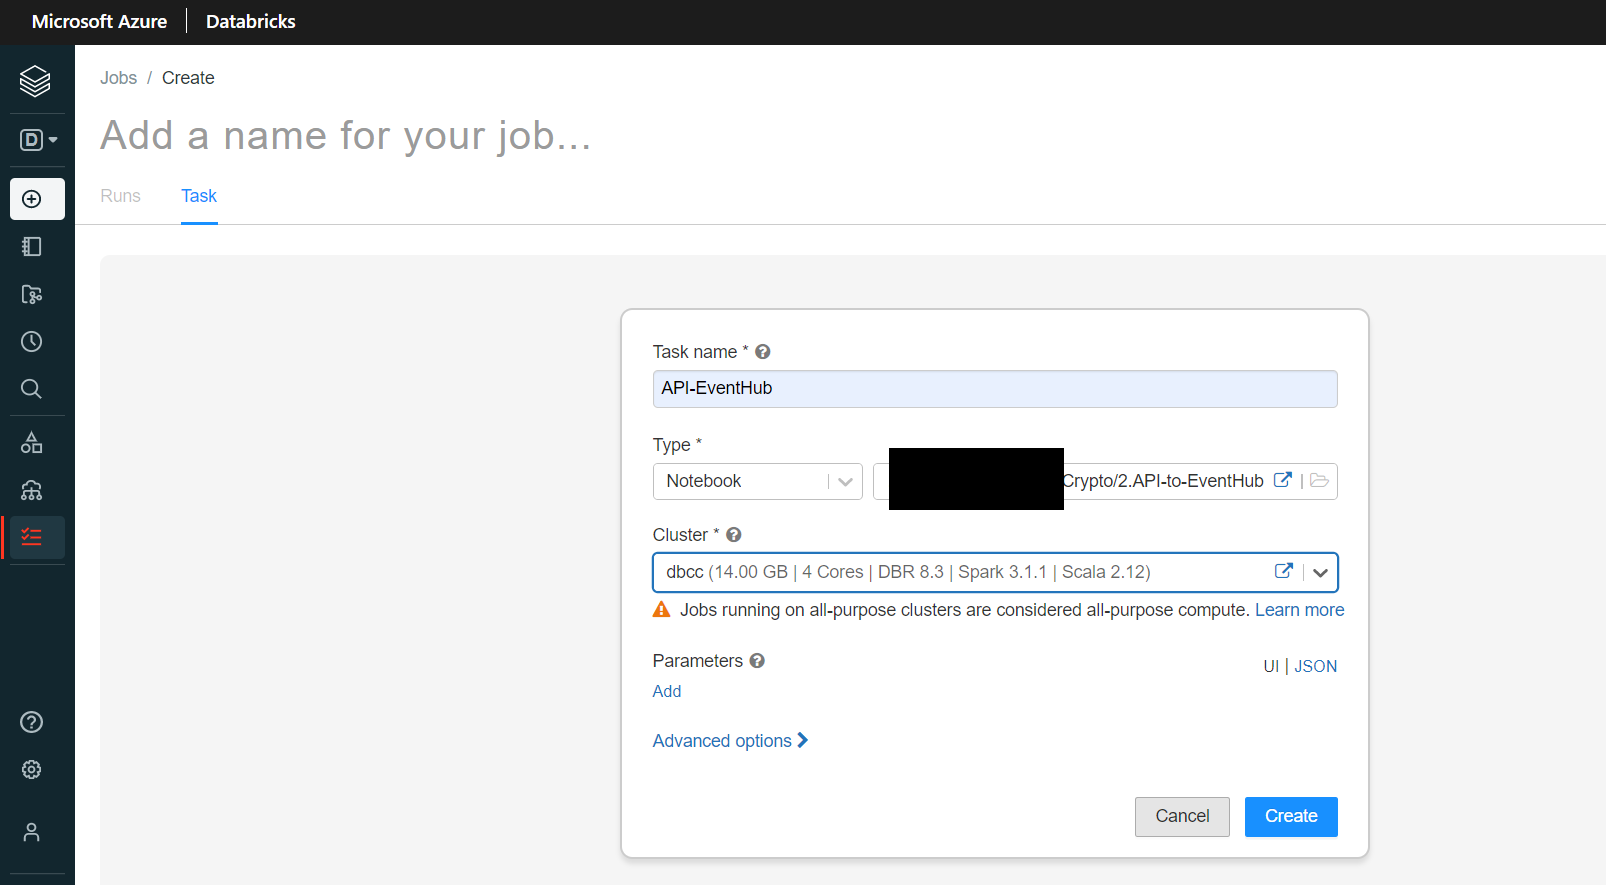 Microsoft Azure | Databricks
Jobs / Create
D
Add a name for your job...
Runs Task
Task name *
API-EventHub
Type *
Notebook Crypto/2.API-to-EventHub
Cluster *
dbcc (14.00 GB | 4 Cores | DBR 8.3 | Spark 3.1.1 | Scala 2.12)
Jobs running on all-purpose clusters are considered all-purpose compute. Learn more
Parameters
UI | JSON
Add
Advanced options
Cancel Create